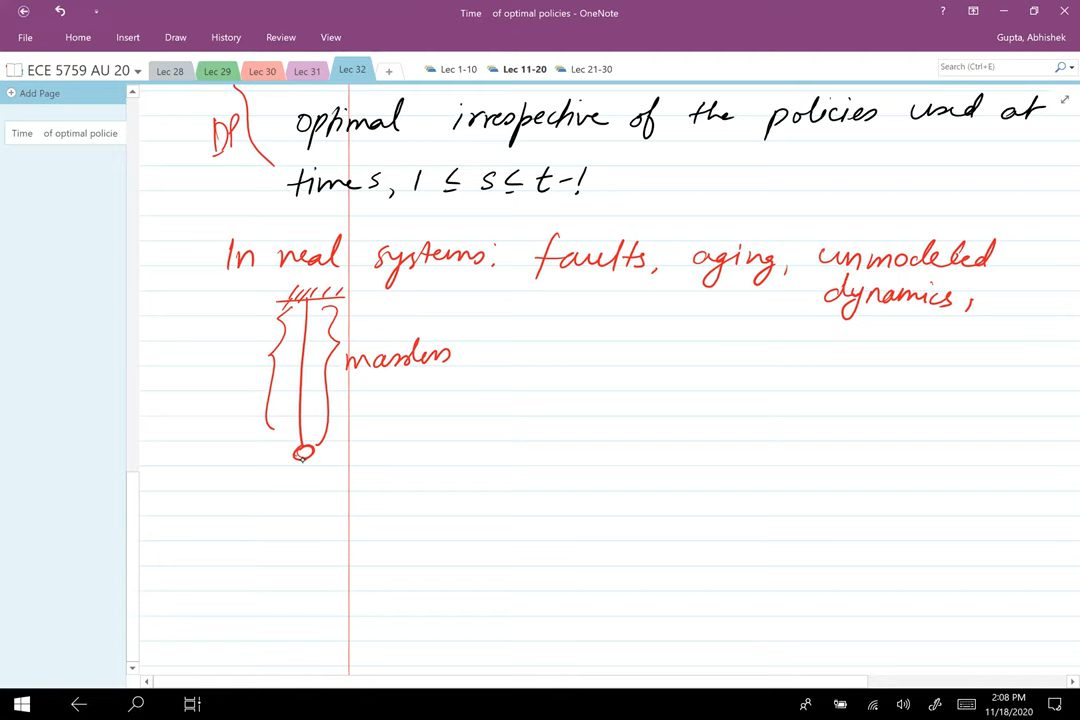 Time of optimal policies - OneNote
?
File
Home
Insert
Draw
History
Review
View
Gupta, Abhishek
ECE 5759 AU 20
Lec 28
Lec 29
Lec 30
Lec 31
Lec 32
+
Lec 1-10
Lec 11-20
Lec 21-30
Search (Ctrl+E)
Add Page
Time of optimal policie
DP
optimal irrespective of the policies used at
times, 1 ≤ s ≤ t-1
In real systems: faults, aging, unmodeled
dynamics,
massless
2:08 PM
11/18/2020